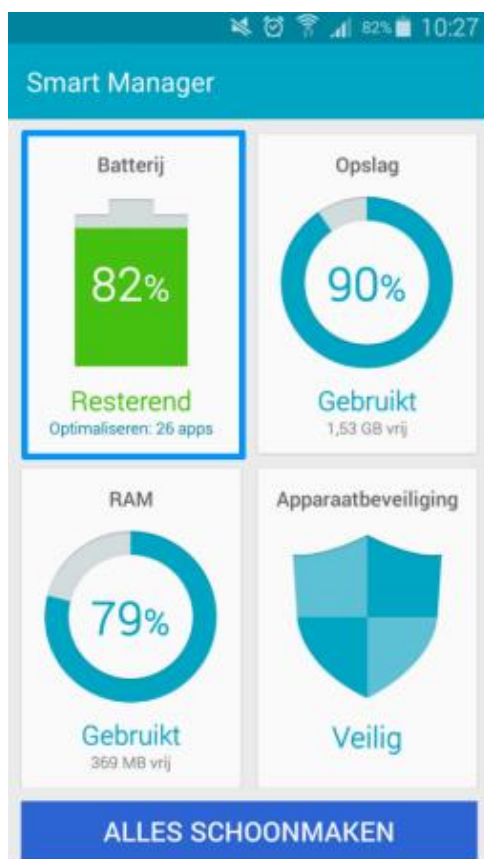 82% 10:27
Smart Manager
Batterij
82%
Resterend
Optimaliseren: 26 apps
Opslag
90%
Gebruikt
1,53 GB vrij
RAM
79%
Gebruikt
369 MB vrij
Apparaatbeveiliging
Veilig
ALLES SCHOONMAKEN